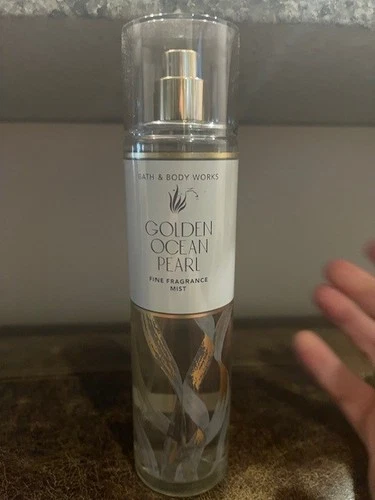 BATH & BODY WORKS
GOLDEN
OCEAN
PEARL
FINE FRAGRANCE
MIST